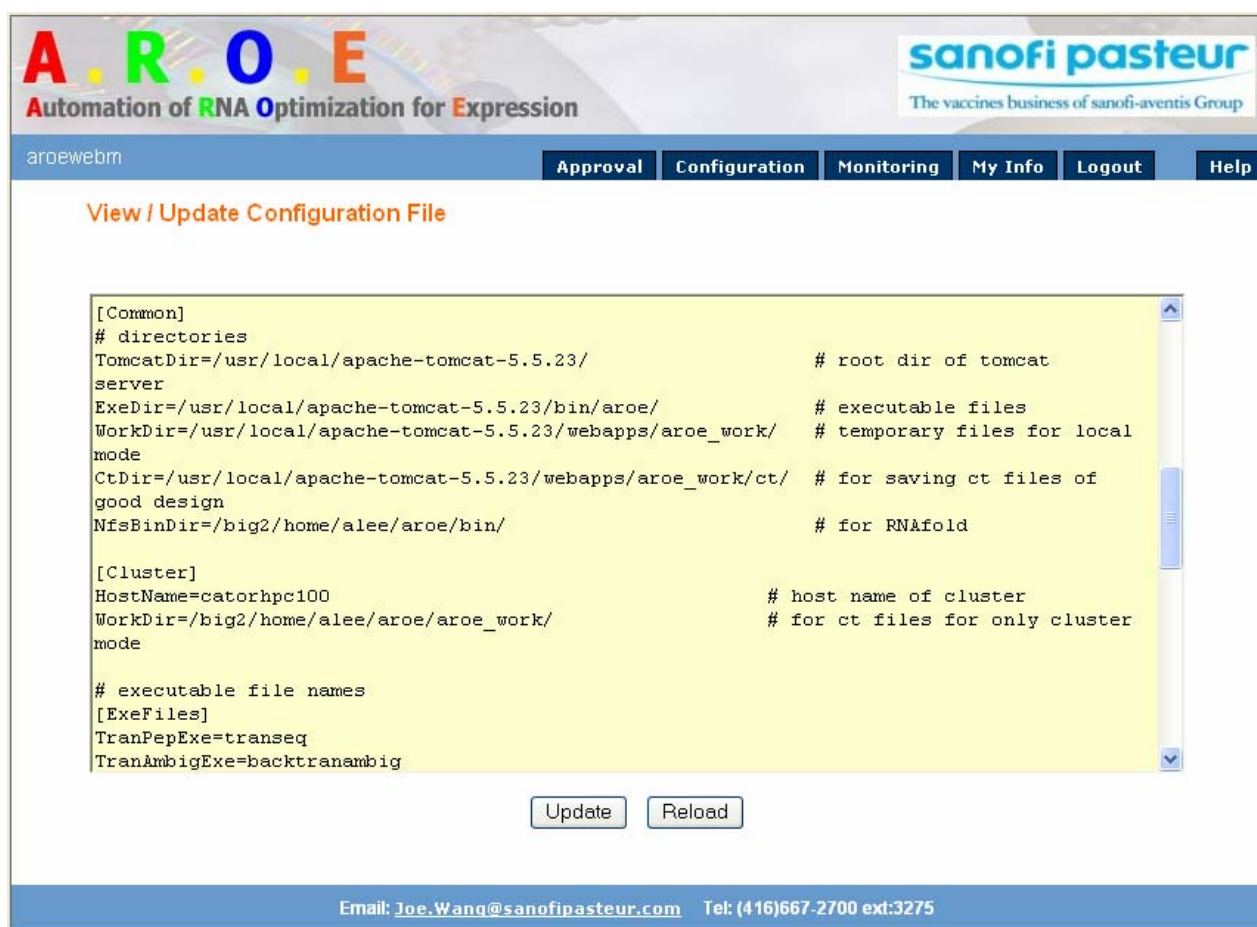 A . R . O . E
Automation of RNA Optimization for Expression
sanofi pasteur
The vaccines business of sanofi-aventis Group
aroewebm
Approval Configuration Monitoring My Info Logout Help
View / Update Configuration File
[Common]
# directories
TomcatDir=/usr/local/apache-tomcat-5.5.23/ # root dir of tomcat
server
ExeDir=/usr/local/apache-tomcat-5.5.23/bin/aroe/ # executable files
WorkDir=/usr/local/apache-tomcat-5.5.23/webapps/aroe_work/ # temporary files for local
mode
CtDir=/usr/local/apache-tomcat-5.5.23/webapps/aroe_work/ct/ # for saving ct files of
good design
NfsBinDir=/big2/home/alee/aroe/bin/ # for RNAfold
[Cluster]
HostName=catorhpc100 # host name of cluster
WorkDir=/big2/home/alee/aroe/aroe_work/ # for ct files for only cluster
mode
# executable file names
[ExeFiles]
TranPepExe=transeq
TranAmbigExe=backtranambig
Update Reload
Email: Joe.Wang@sanofipasteur.com Tel: (416)667-2700 ext:3275